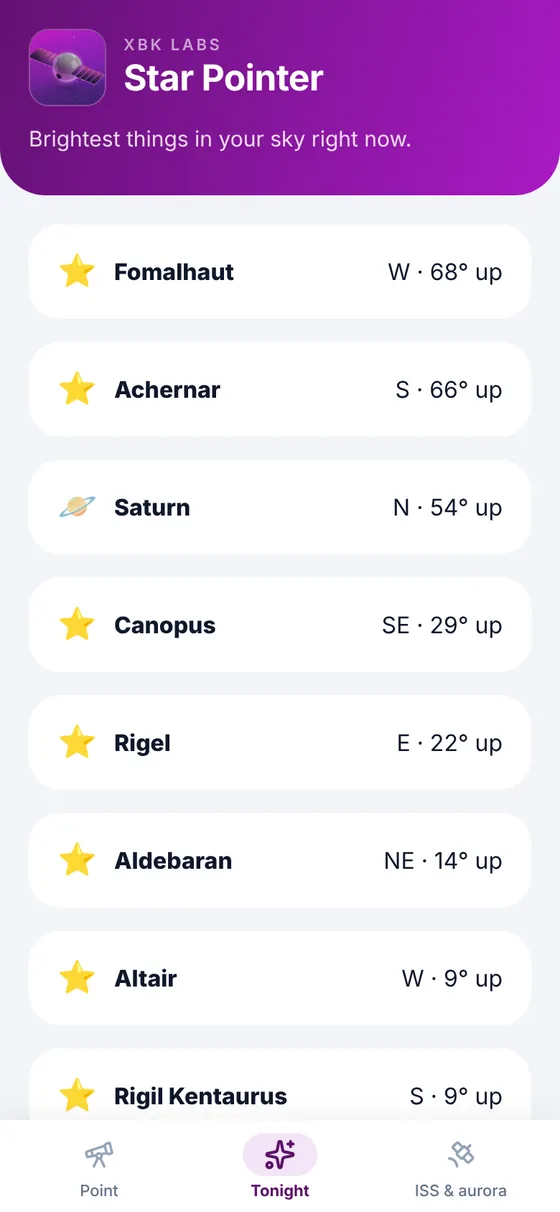 XBK LABS
Star Pointer
Brightest things in your sky right now.
Fomalhaut W · 68° up
Achernar S · 66° up
Saturn N · 54° up
Canopus SE · 29° up
Rigel E · 22° up
Aldebaran NE · 14° up
Altair W · 9° up
Rigil Kentaurus S · 9° up
Point Tonight ISS & aurora